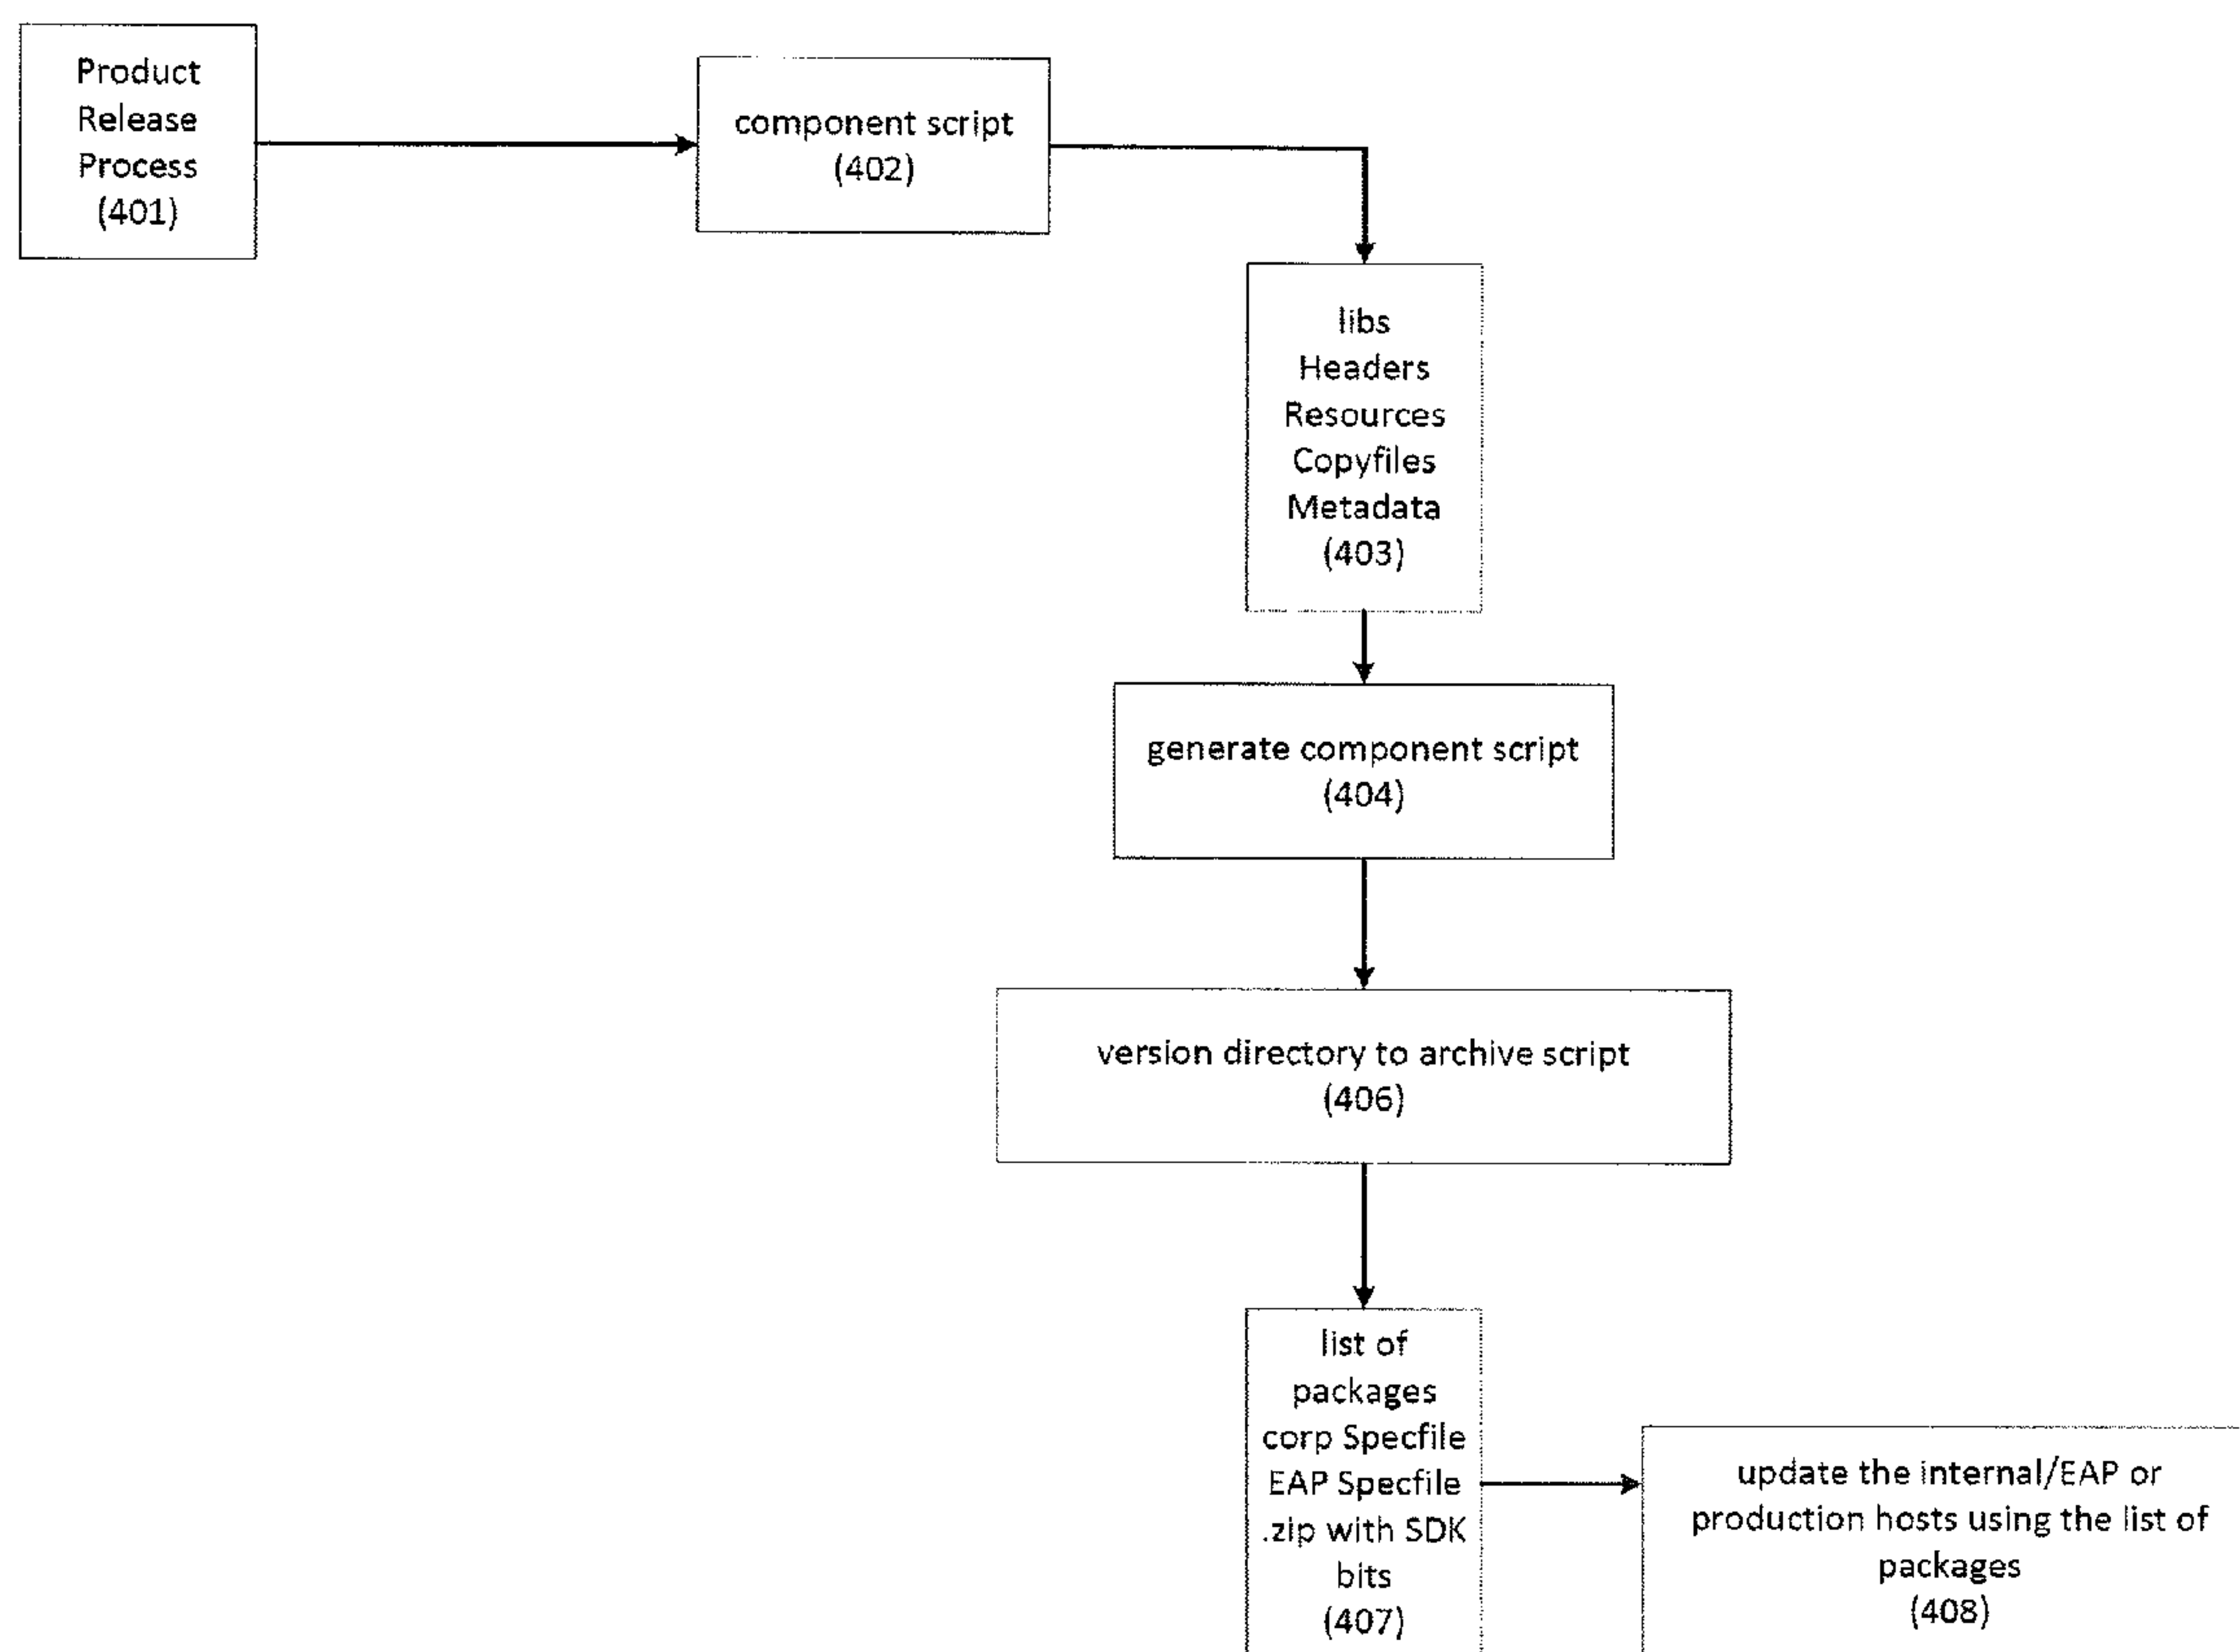 Product
Release
Process
(401)
component script
(402)
libs
Headers
Resources
Copyfiles
Metadata
(403)
generate component script
(404)
version directory to archive script
(406)
list of
packages
corp Specfile
EAP Specfile
.zip with SDK
bits
(407)
update the internal/EAP or
production hosts using the list of
packages
(408)